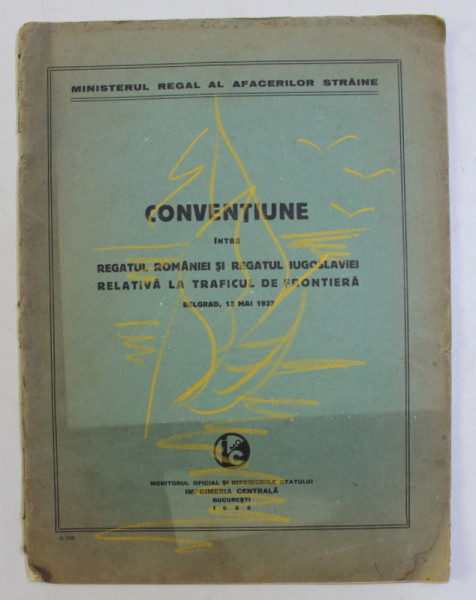 MINISTERUL REGAL AL AFACERILOR STRĂINE
CONVENȚIUNE
ÎNTRE
REGATUL ROMÂNIEI ȘI REGATUL IUGOSLAVIEI
RELATIVĂ LA TRAFICUL DE FRONTIERĂ
BELGRAD, 13 MAI 1937
MONITORUL OFICIAL ȘI IMPRIMERIILE STATULUI
IMPRIMERIA CENTRALĂ
BUCUREȘTI